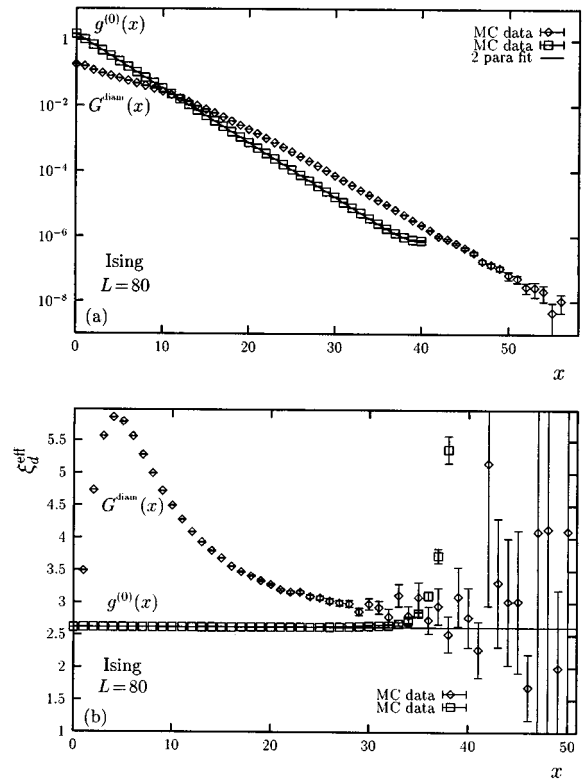 1
10⁻²
10⁻⁴
10⁻⁶
10⁻⁸
g⁽⁰⁾(x)
G^diam(x)
MC data
MC data
2 para fit
Ising
L=80
(a)
0 10 20 30 40 50
x
ξ_d^eff
5.5
5
4.5
4
3.5
3
2.5
2
1.5
1
G^diam(x)
g⁽⁰⁾(x)
Ising
L=80
MC data
MC data
(b)
0 10 20 30 40 50
x